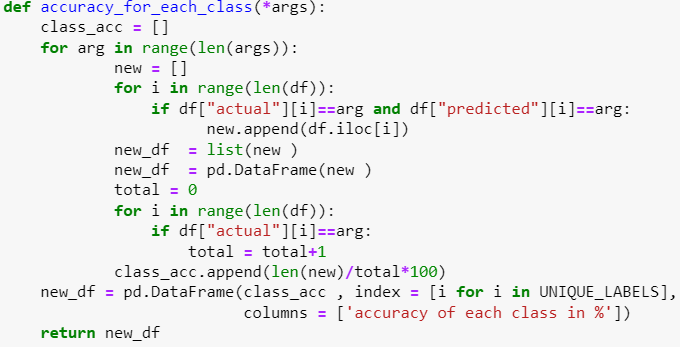 def accuracy_for_each_class(*args):
    class_acc = []
    for arg in range(len(args)):
            new = []
            for i in range(len(df)):
                if df["actual"][i]==arg and df["predicted"][i]==arg:
                      new.append(df.iloc[i])
            new_df  = list(new )
            new_df  = pd.DataFrame(new )
            total = 0
            for i in range(len(df)):
                if df["actual"][i]==arg:
                    total = total+1
            class_acc.append(len(new)/total*100)
    new_df = pd.DataFrame(class_acc , index = [i for i in UNIQUE_LABELS],
                          columns = ['accuracy of each class in %'])
    return new_df